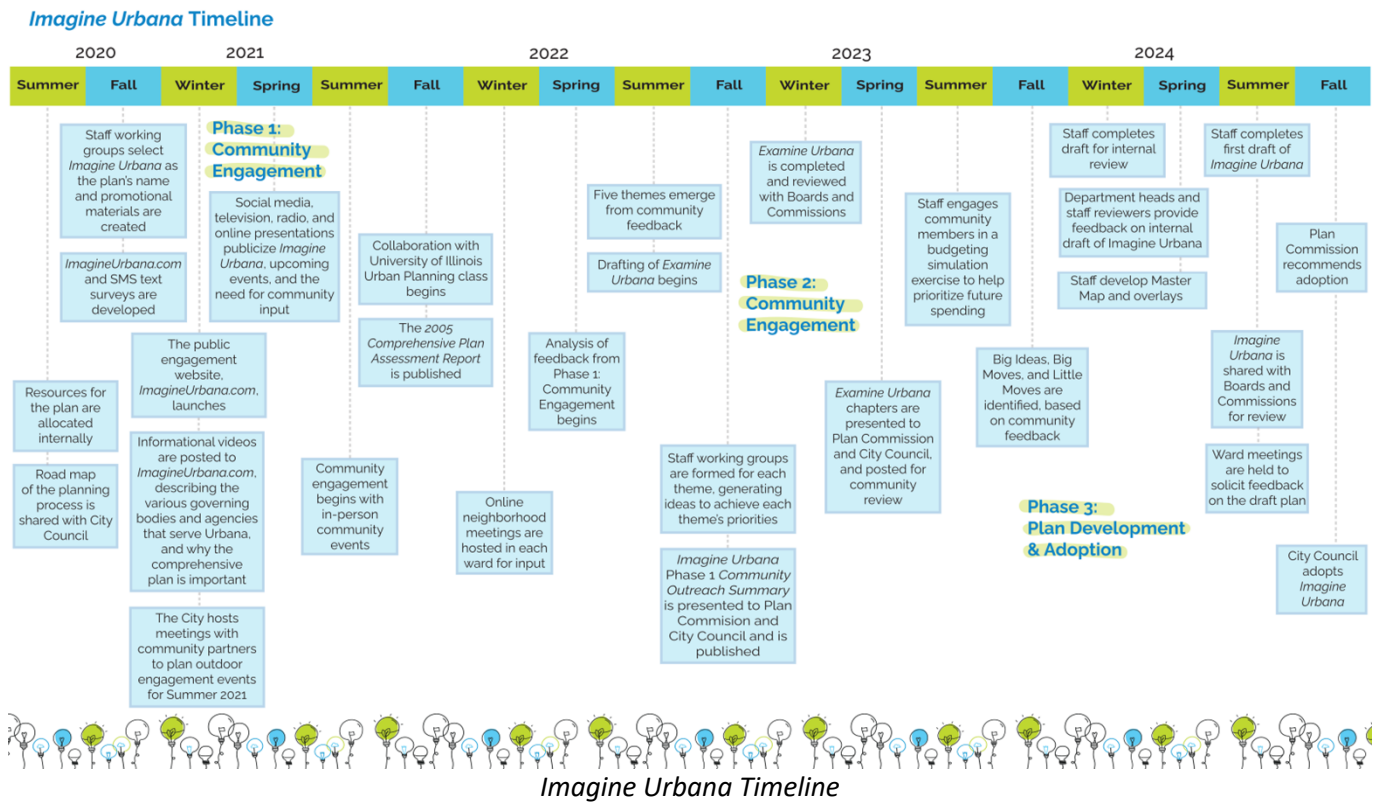 Imagine Urbana Timeline
2020
2021
2022
2023
2024
Summer
Fall
Winter
Spring
Summer
Fall
Winter
Spring
Summer
Fall
Winter
Spring
Summer
Fall
Winter
Spring
Summer
Fall
Resources for
the plan are
allocated
internally
Road map
of the planning
process is
shared with City
Council
Staff working
groups select
Imagine Urbana as
the plan's name
and promotional
materials are
created
ImagineUrbana.com
and SMS text
surveys are
developed
The public
engagement
website,
ImagineUrbana.com,
launches
Informational videos
are posted to
ImagineUrbana.com,
describing the
various governing
bodies and agencies
that serve Urbana,
and why the
comprehensive
plan is important
The City hosts
meetings with
community partners
to plan outdoor
engagement events
for Summer 2021
Phase 1:
Community
Engagement
Social media,
television, radio, and
online presentations
publicize Imagine
Urbana, upcoming
events, and the
need for community
input
Community
engagement
begins with
in-person
community
events
Collaboration with
University of Illinois
Urban Planning class
begins
The 2005
Comprehensive Plan
Assessment Report
is published
Online
neighborhood
meetings are
hosted in each
ward for input
Analysis of
feedback from
Phase 1:
Community
Engagement
begins
Five themes emerge
from community
feedback
Drafting of Examine
Urbana begins
Staff working groups
are formed for each
theme, generating
ideas to achieve each
theme's priorities
Imagine Urbana
Phase 1 Community
Outreach Summary
is presented to Plan
Commision and
City Council and is
published
Examine Urbana
is completed
and reviewed
with Boards and
Commissions
Phase 2:
Community
Engagement
Examine Urbana
chapters are
presented to
Plan Commission
and City Council,
and posted for
community
review
Staff engages
community
members in a
budgeting
simulation
exercise to help
prioritize future
spending
Big Ideas, Big
Moves, and Little
Moves are
identified, based
on community
feedback
Phase 3:
Plan Development
& Adoption
Staff completes
draft for internal
review
Department heads and
staff reviewers provide
feedback on internal
draft of Imagine Urbana
Staff develop Master
Map and overlays
Staff completes
first draft of
Imagine Urbana
Imagine
Urbana is
shared with
Boards and
Commissions
for review
Ward meetings
are held to
solicit feedback
on the draft plan
Plan
Commission
recommends
adoption
City Council
adopts
Imagine
Urbana
Imagine Urbana Timeline